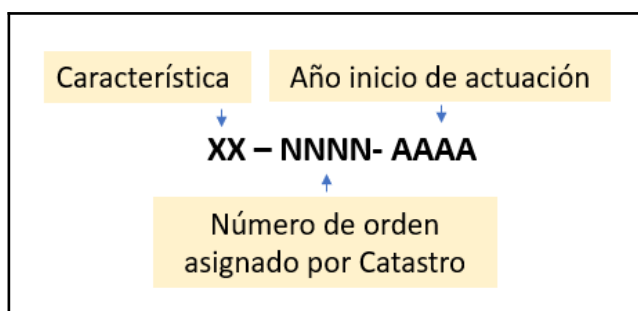 Característica
Año inicio de actuación
XX – NNNN- AAAA
Número de orden
asignado por Catastro